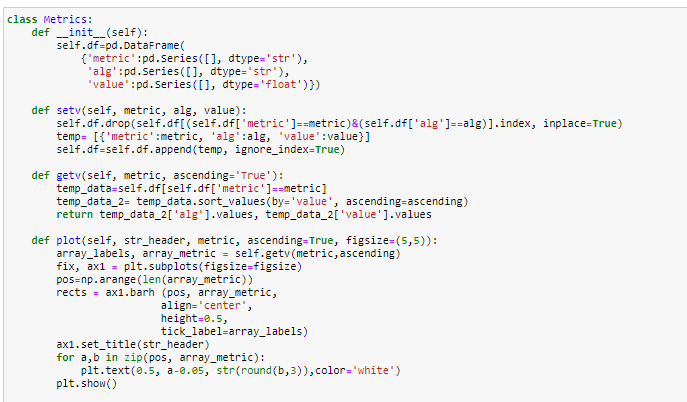 class Metrics:
    def __init__(self):
        self.df=pd.DataFrame(
            {'metric':pd.Series([], dtype='str'),
             'alg':pd.Series([], dtype='str'),
             'value':pd.Series([], dtype='float')})

    def setv(self, metric, alg, value):
        self.df.drop(self.df[(self.df['metric']==metric)&(self.df['alg']==alg)].index, inplace=True)
        temp= [{'metric':metric, 'alg':alg, 'value':value}]
        self.df=self.df.append(temp, ignore_index=True)

    def getv(self, metric, ascending='True'):
        temp_data=self.df[self.df['metric']==metric]
        temp_data_2= temp_data.sort_values(by='value', ascending=ascending)
        return temp_data_2['alg'].values, temp_data_2['value'].values

    def plot(self, str_header, metric, ascending=True, figsize=(5,5)):
        array_labels, array_metric = self.getv(metric,ascending)
        fix, ax1 = plt.subplots(figsize=figsize)
        pos=np.arange(len(array_metric))
        rects = ax1.barh (pos, array_metric,
                         align='center',
                         height=0.5,
                         tick_label=array_labels)
        ax1.set_title(str_header)
        for a,b in zip(pos, array_metric):
            plt.text(0.5, a-0.05, str(round(b,3)),color='white')
        plt.show()